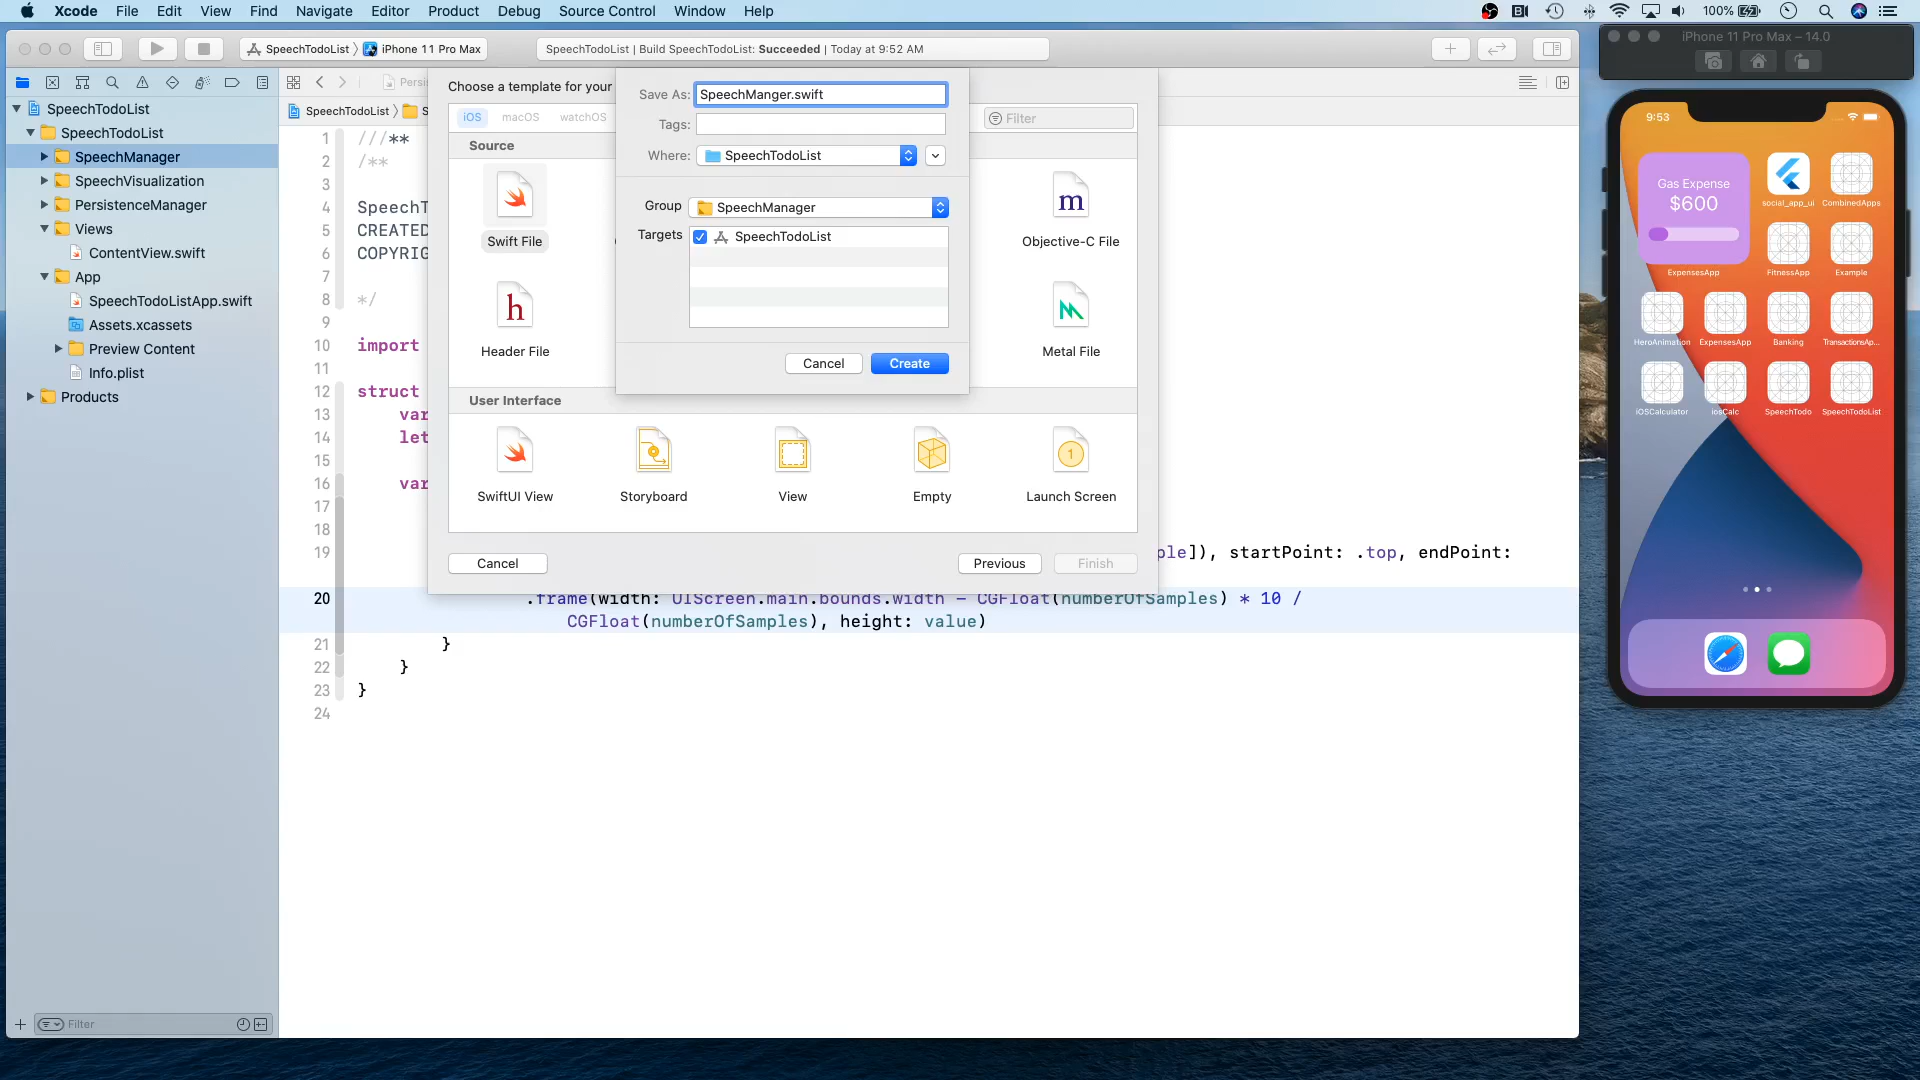 Xcode File Edit View Find Navigate Editor Product Debug Source Control Window Help
100%
SpeechTodoList 〉 iPhone 11 Pro Max
SpeechTodoList | Build SpeechTodoList: Succeeded | Today at 9:52 AM
iPhone 11 Pro Max – 14.0
SpeechTodoList
SpeechTodoList
SpeechManager
SpeechVisualization
PersistenceManager
Views
ContentView.swift
App
SpeechTodoListApp.swift
Assets.xcassets
Preview Content
Info.plist
Products
Filter
Persi
SpeechTodoList 〉 S
1 ///**
2 /**
3
4 SpeechT
5 CREATED
6 COPYRIG
7
8 */
9
10 import
11
12 struct
13 var
14 let
15
16 var
17
18
19 ple]), startPoint: .top, endPoint:
20 .frame(width: UIScreen.main.bounds.width - CGFloat(numberOfSamples) * 10 /
CGFloat(numberOfSamples), height: value)
21 }
22 }
23 }
24
Choose a template for your
iOS macOS watchOS
Filter
Source
Swift File
Objective-C File
Header File
Metal File
User Interface
SwiftUI View
Storyboard
View
Empty
Launch Screen
Cancel
Previous
Finish
Save As: SpeechManger.swift
Tags:
Where: SpeechTodoList
Group SpeechManager
Targets SpeechTodoList
Cancel
Create
9:53
Gas Expense
$600
ExpensesApp
social_app_ui
CombinedApps
FitnessApp
Example
HeroAnimation
ExpensesApp
Banking
TransactionsAp...
iOSCalculator
iosCalc
SpeechTodo
SpeechTodoList